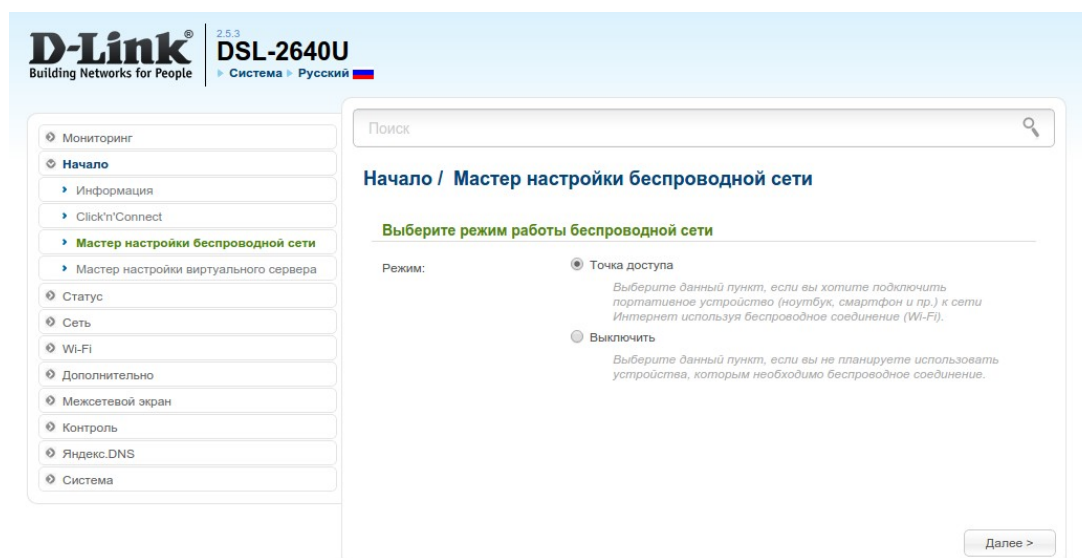 D-Link®
Building Networks for People
2.5.3
DSL-2640U
Система Русский
Мониторинг
Начало
Информация
Click'n'Connect
Мастер настройки беспроводной сети
Мастер настройки виртуального сервера
Статус
Сеть
Wi-Fi
Дополнительно
Межсетевой экран
Контроль
Яндекс.DNS
Система
Поиск
Начало / Мастер настройки беспроводной сети
Выберите режим работы беспроводной сети
Режим:
Точка доступа
Выберите данный пункт, если вы хотите подключить
портативное устройство (ноутбук, смартфон и пр.) к сети
Интернет используя беспроводное соединение (Wi-Fi).
Выключить
Выберите данный пункт, если вы не планируете использовать
устройства, которым необходимо беспроводное соединение.
Далее >